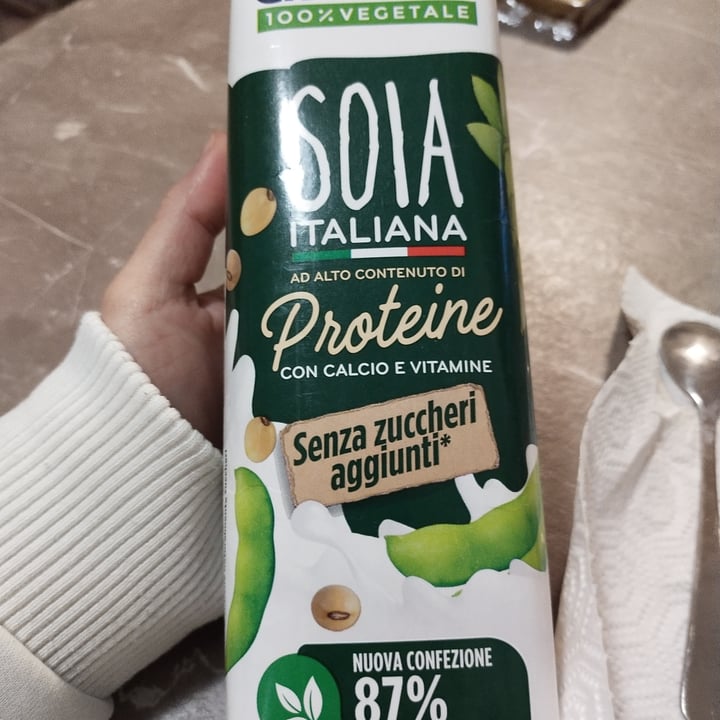 100% VEGETALE
SOIA
ITALIANA
AD ALTO CONTENUTO DI
Proteine
CON CALCIO E VITAMINE
Senza zuccheri
aggiunti*
NUOVA CONFEZIONE
87%